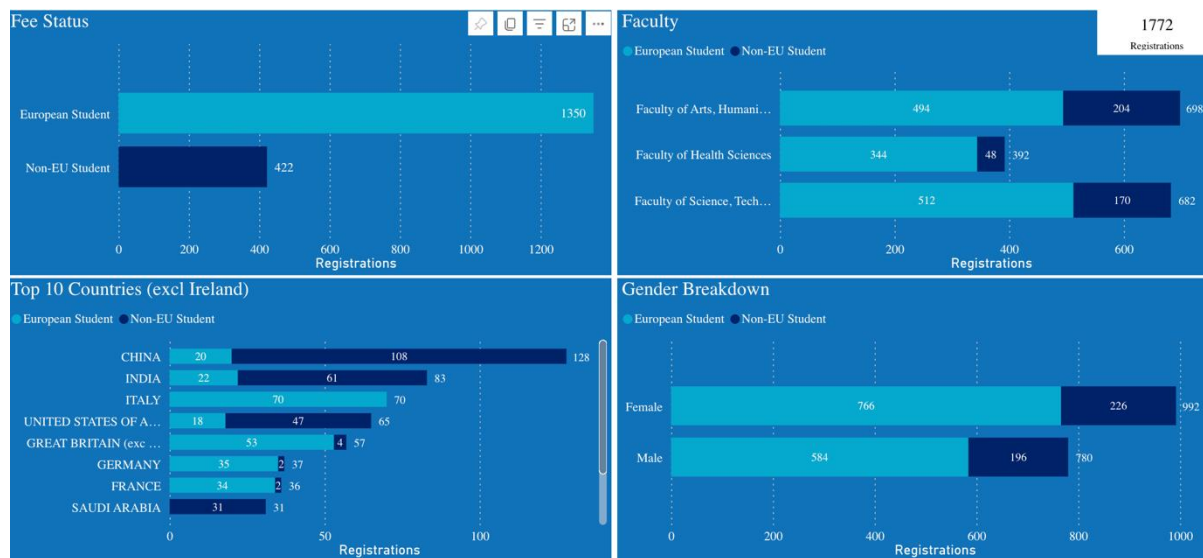 Fee Status
European Student
1350
Non-EU Student
422
0 200 400 600 800 1000 1200
Registrations
Faculty
1772
Registrations
European Student Non-EU Student
Faculty of Arts, Humani... 494 204 698
Faculty of Health Sciences 344 48 392
Faculty of Science, Tech... 512 170 682
0 200 400 600
Registrations
Top 10 Countries (excl Ireland)
European Student Non-EU Student
CHINA 20 108 128
INDIA 22 61 83
ITALY 70 70
UNITED STATES OF A... 18 47 65
GREAT BRITAIN (exc ... 53 4 57
GERMANY 35 2 37
FRANCE 34 2 36
SAUDI ARABIA 31 31
0 50 100
Registrations
Gender Breakdown
European Student Non-EU Student
Female 766 226 992
Male 584 196 780
0 200 400 600 800 1000
Registrations